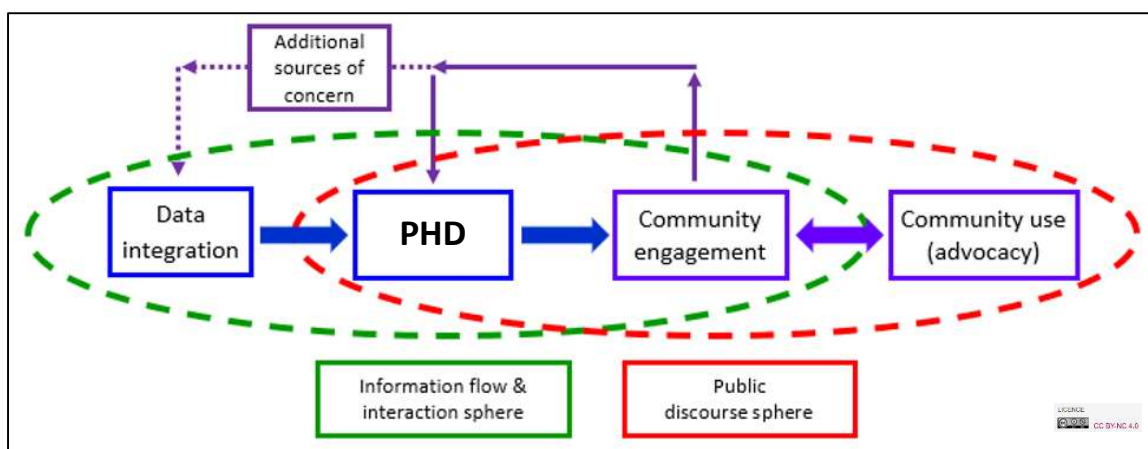 Additional
sources of
concern
Data
integration
PHD
Community
engagement
Community use
(advocacy)
Information flow &
interaction sphere
Public
discourse sphere
LICENCE
CC BY-NC 4.0